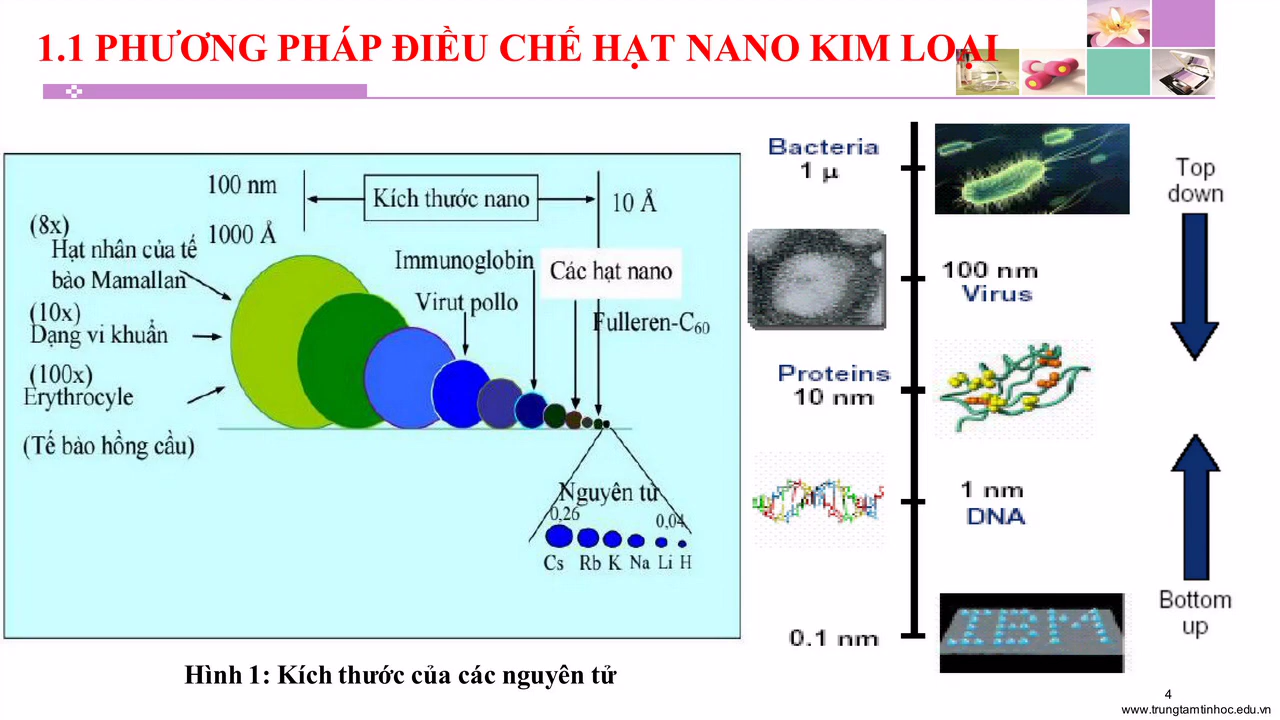 1.1 PHƯƠNG PHÁP ĐIỀU CHẾ HẠT NANO KIM LOẠI
100 nm
Kích thước nano
10 Å
1000 Å
(8x)
Hạt nhân của tế
bào Mamallan
(10x)
Dạng vi khuẩn
(100x)
Erythrocyle
(Tế bào hồng cầu)
Immunoglobin
Các hạt nano
Virut pollo
Fulleren-C₆₀
Nguyên tử
0,26
0,04
Cs Rb K Na Li H
Bacteria
1 μ
100 nm
Virus
Proteins
10 nm
1 nm
DNA
0.1 nm
IBM
Top
down
Bottom
up
Hình 1: Kích thước của các nguyên tử
4
www.trungtamtinhoc.edu.vn